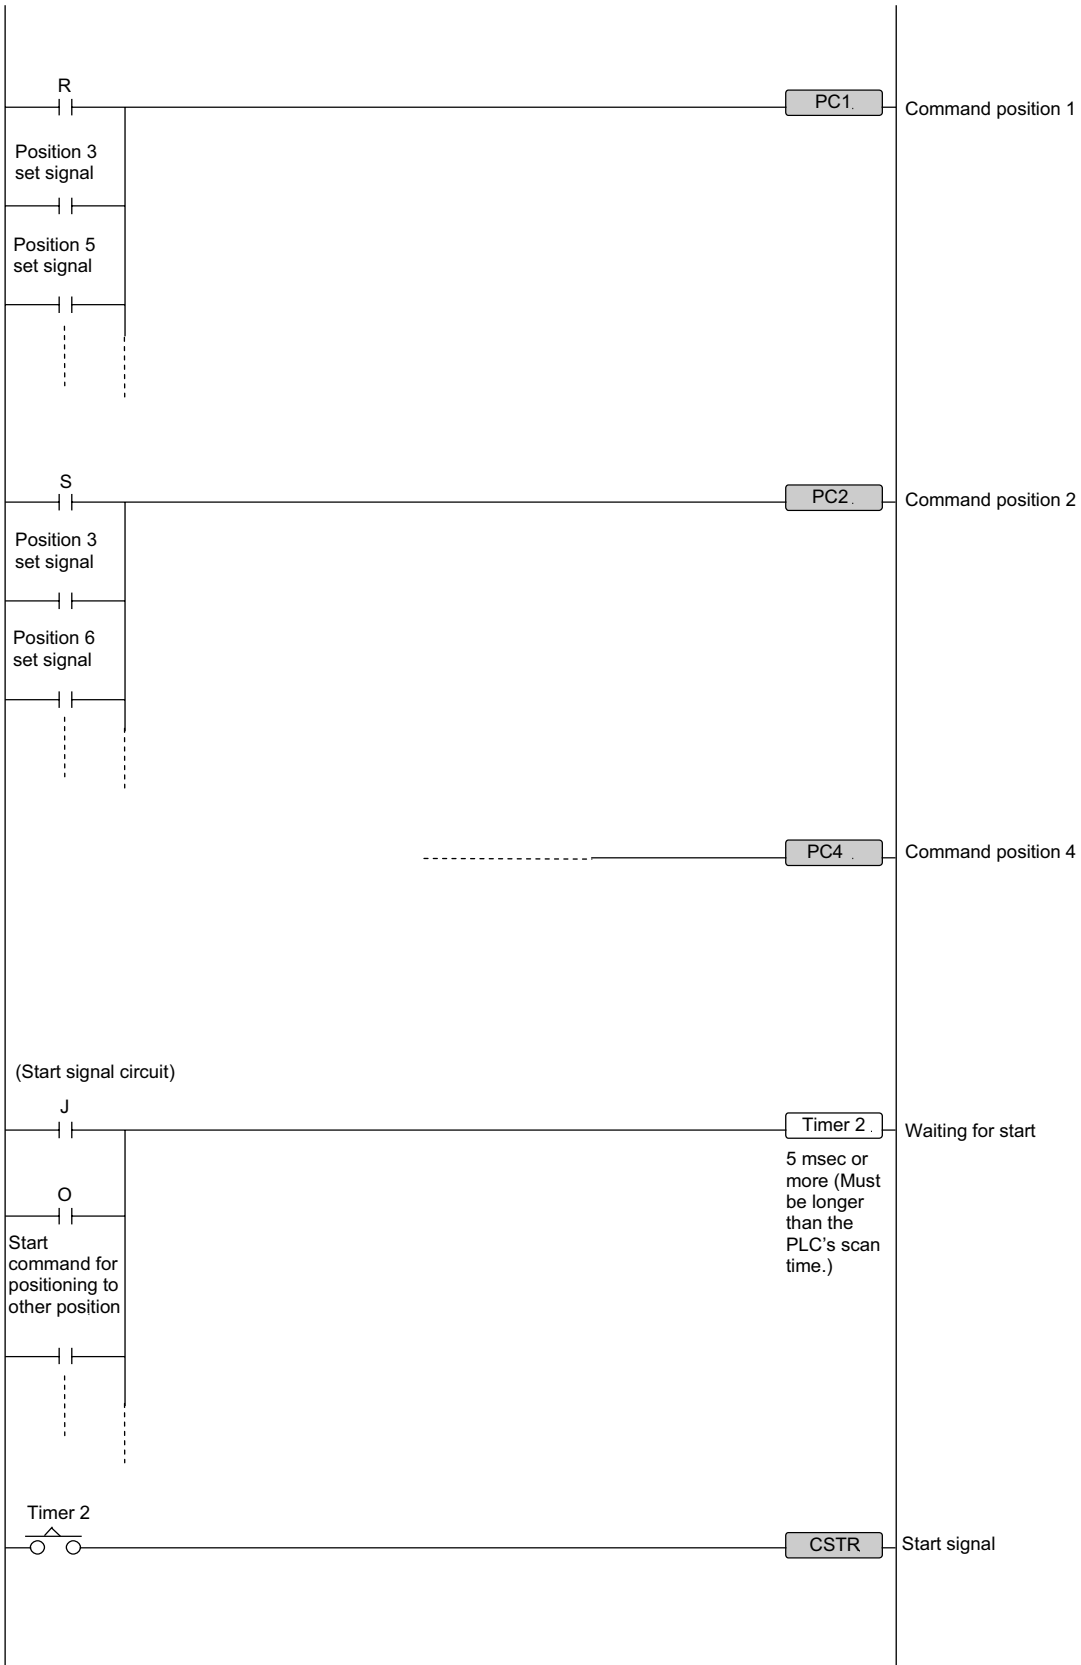 R
PC1.
Command position 1
Position 3
set signal
Position 5
set signal
S
PC2.
Command position 2
Position 3
set signal
Position 6
set signal
PC4 .
Command position 4
(Start signal circuit)
J
Timer 2 .
Waiting for start
5 msec or
more (Must
be longer
than the
PLC's scan
time.)
O
Start
command for
positioning to
other position
Timer 2
CSTR
Start signal